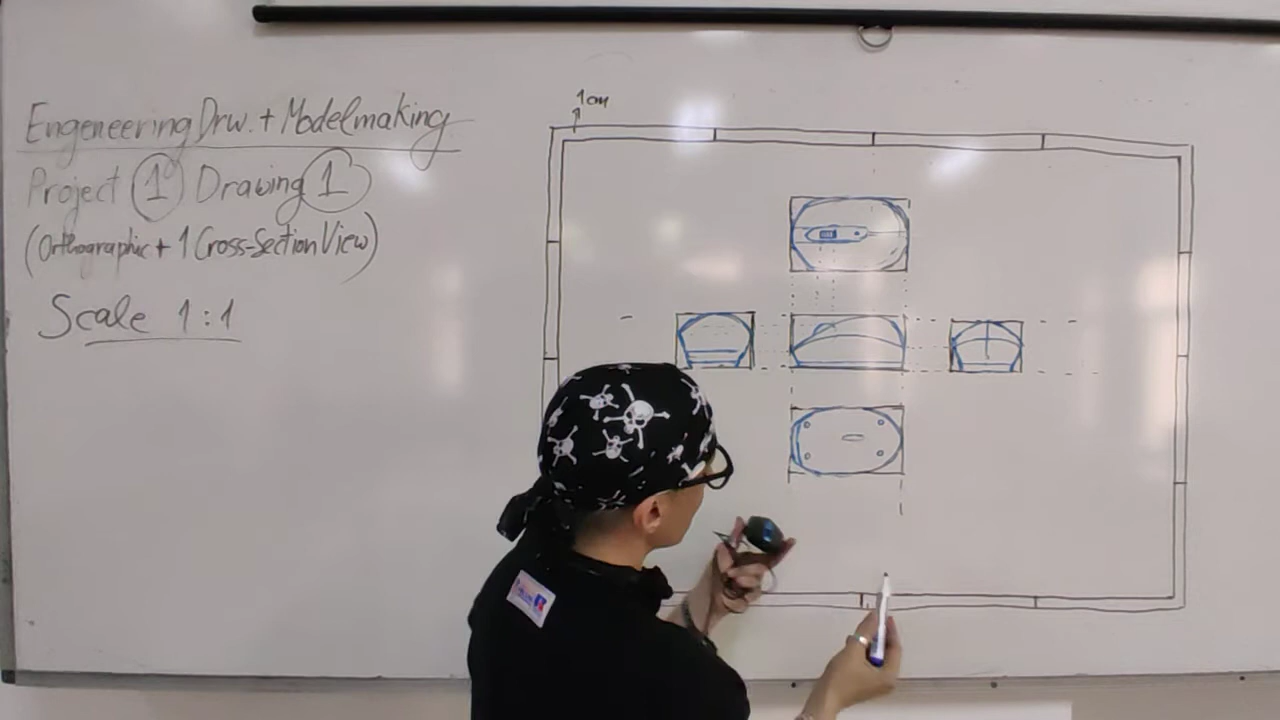 Engeneering Drw. + Modelmaking
Project 1 Drawing 1
(Orthographic + 1 Cross-Section View)
Scale 1:1
1cm